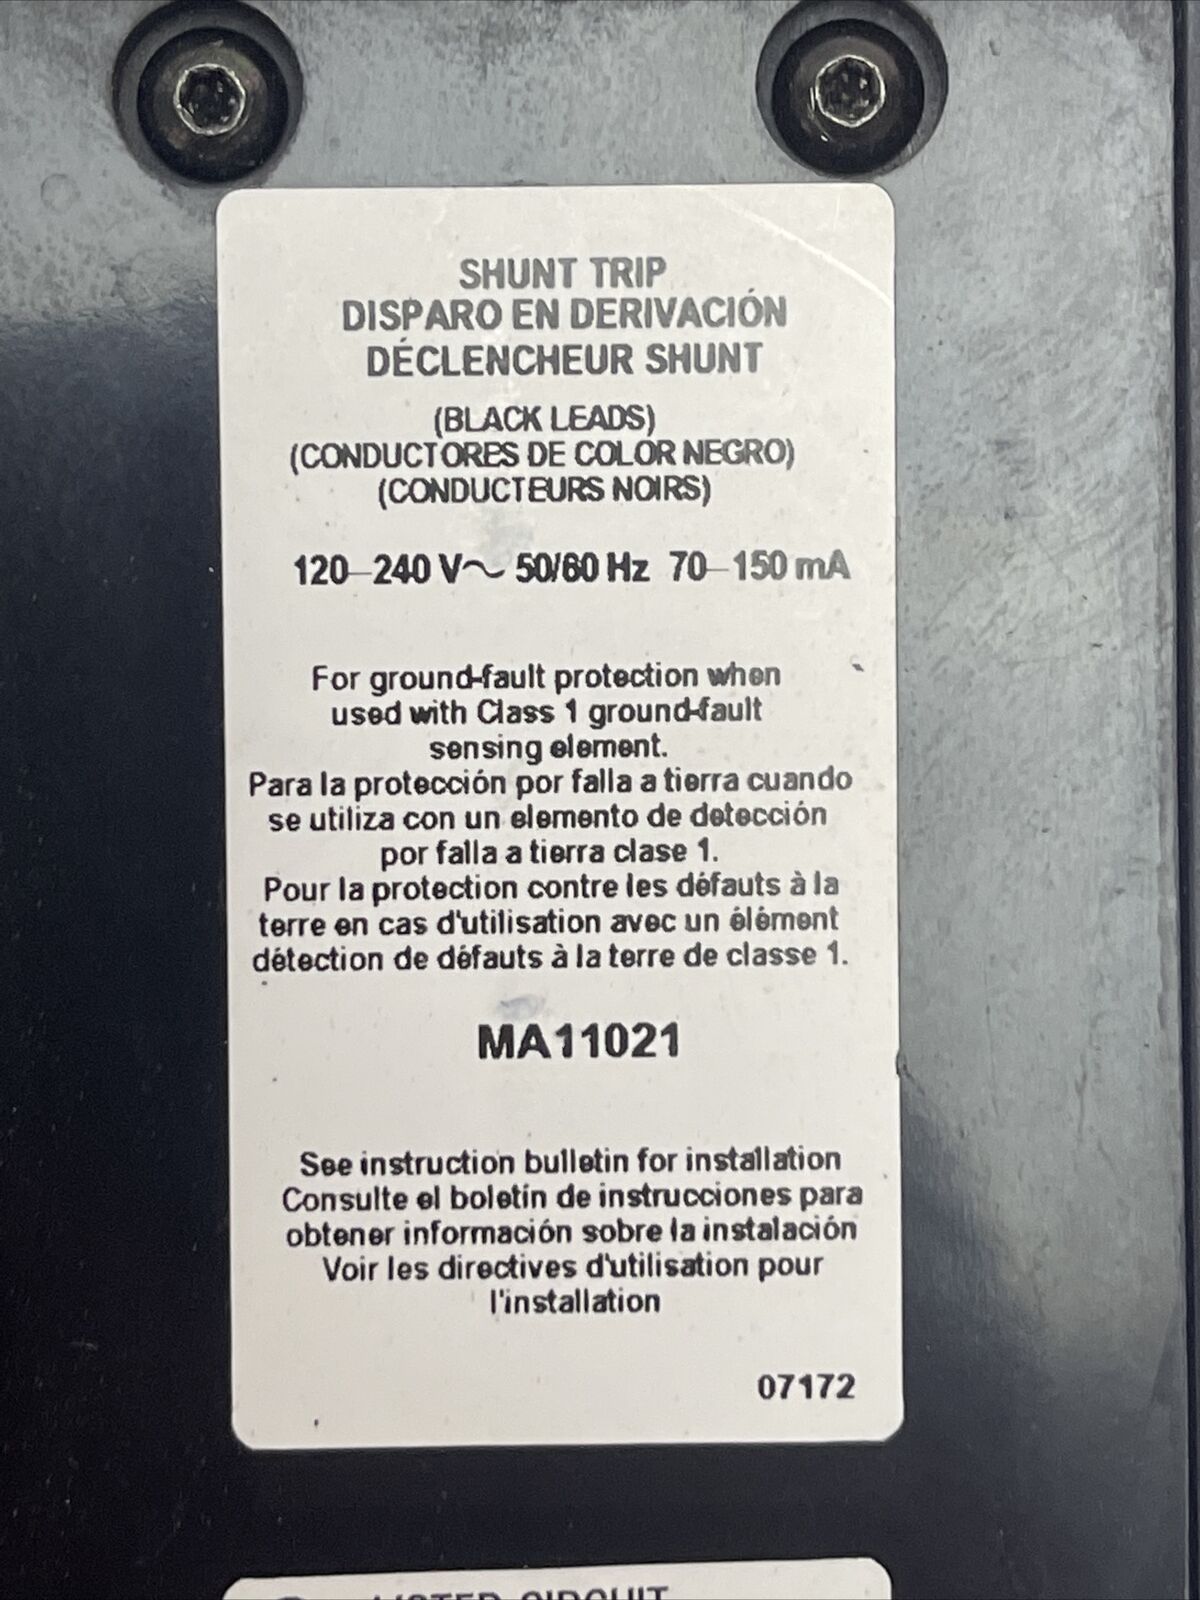 SHUNT TRIP
DISPARO EN DERIVACIÓN
DÉCLENCHEUR SHUNT
(BLACK LEADS)
(CONDUCTORES DE COLOR NEGRO)
(CONDUCTEURS NOIRS)
120–240 V～ 50/60 Hz 70–150 mA
For ground-fault protection when
used with Class 1 ground-fault
sensing element.
Para la protección por falla a tierra cuando
se utiliza con un elemento de detección
por falla a tierra clase 1.
Pour la protection contre les défauts à la
terre en cas d'utilisation avec un élément
détection de défauts à la terre de classe 1.
MA11021
See instruction bulletin for installation
Consulte el boletín de instrucciones para
obtener información sobre la instalación
Voir les directives d'utilisation pour
l'installation
07172
LISTED CIRCUIT